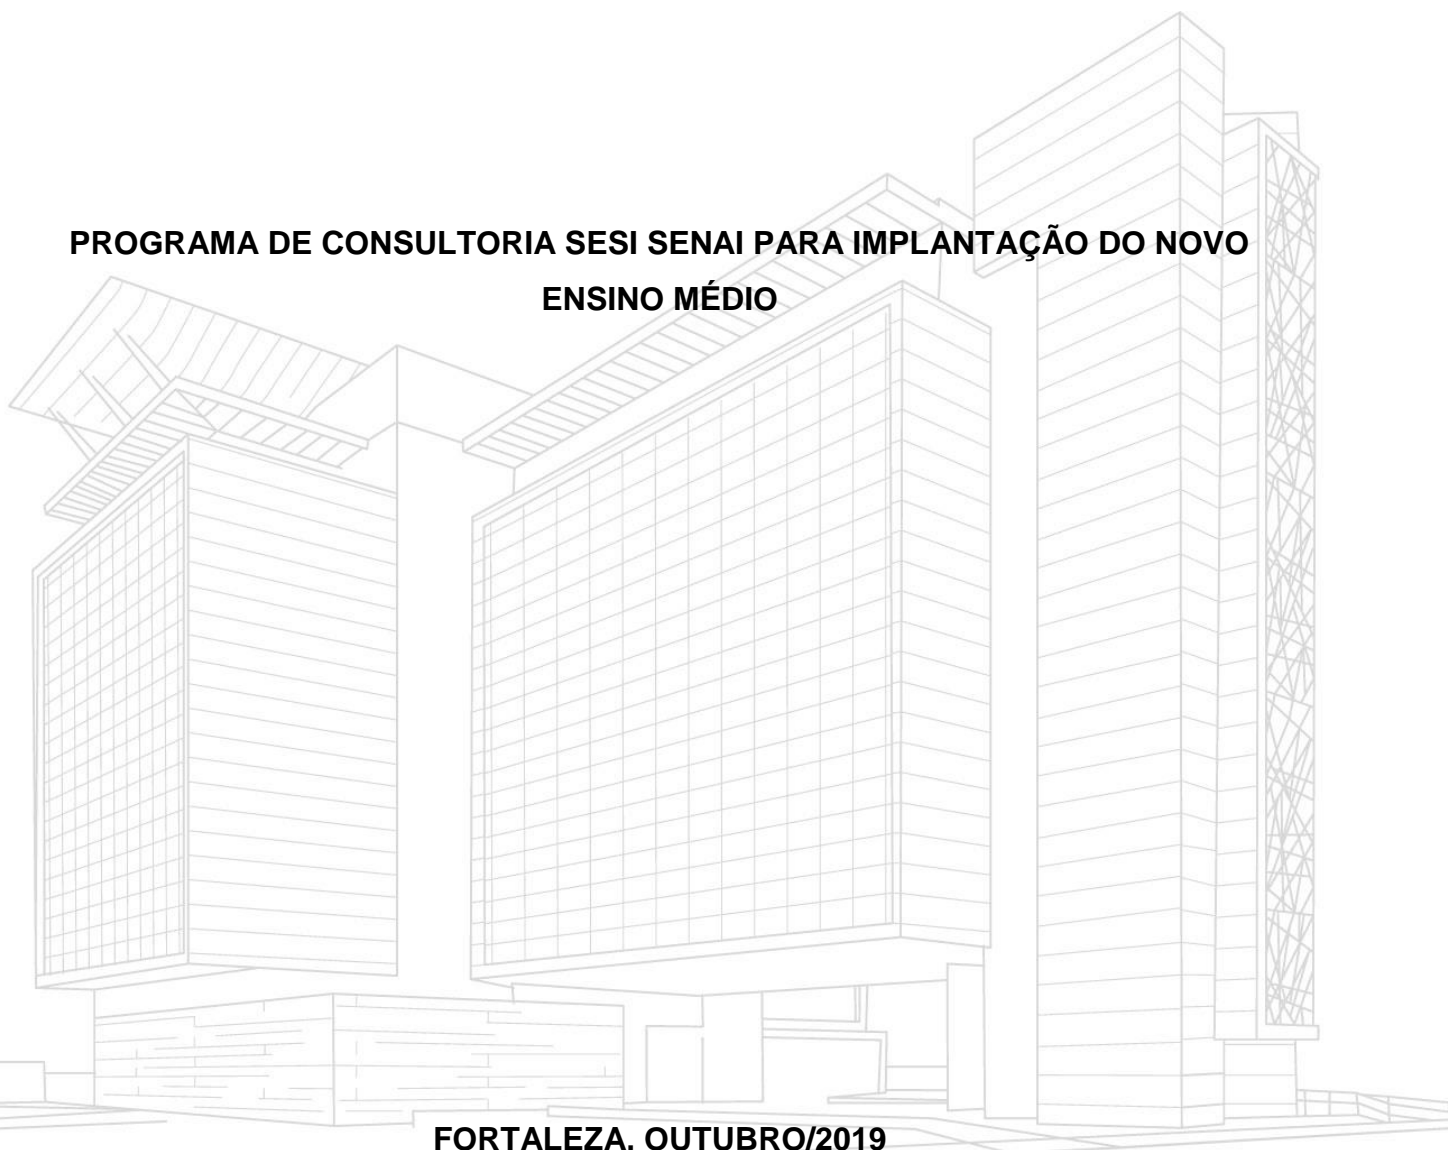 PROGRAMA DE CONSULTORIA SESI SENAI PARA IMPLANTAÇÃO DO NOVO
ENSINO MÉDIO
FORTALEZA, OUTUBRO/2019